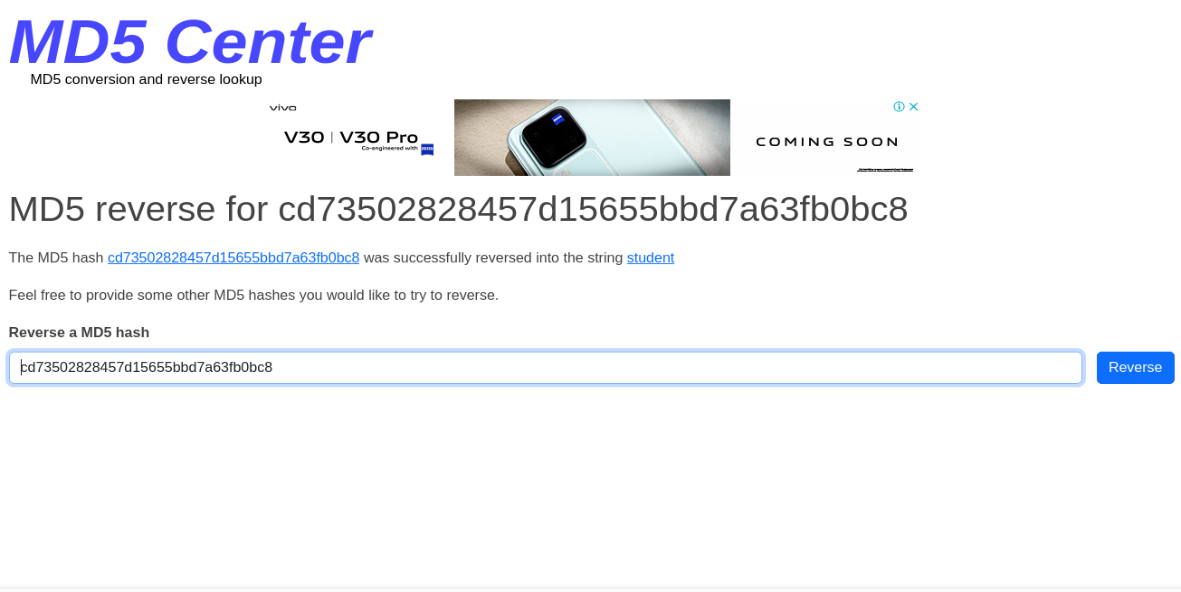 MD5 Center
MD5 conversion and reverse lookup
vivo
V30 | V30 Pro
Co-engineered with ZEISS
COMING SOON
MD5 reverse for cd73502828457d15655bbd7a63fb0bc8
The MD5 hash cd73502828457d15655bbd7a63fb0bc8 was successfully reversed into the string student
Feel free to provide some other MD5 hashes you would like to try to reverse.
Reverse a MD5 hash
cd73502828457d15655bbd7a63fb0bc8
Reverse